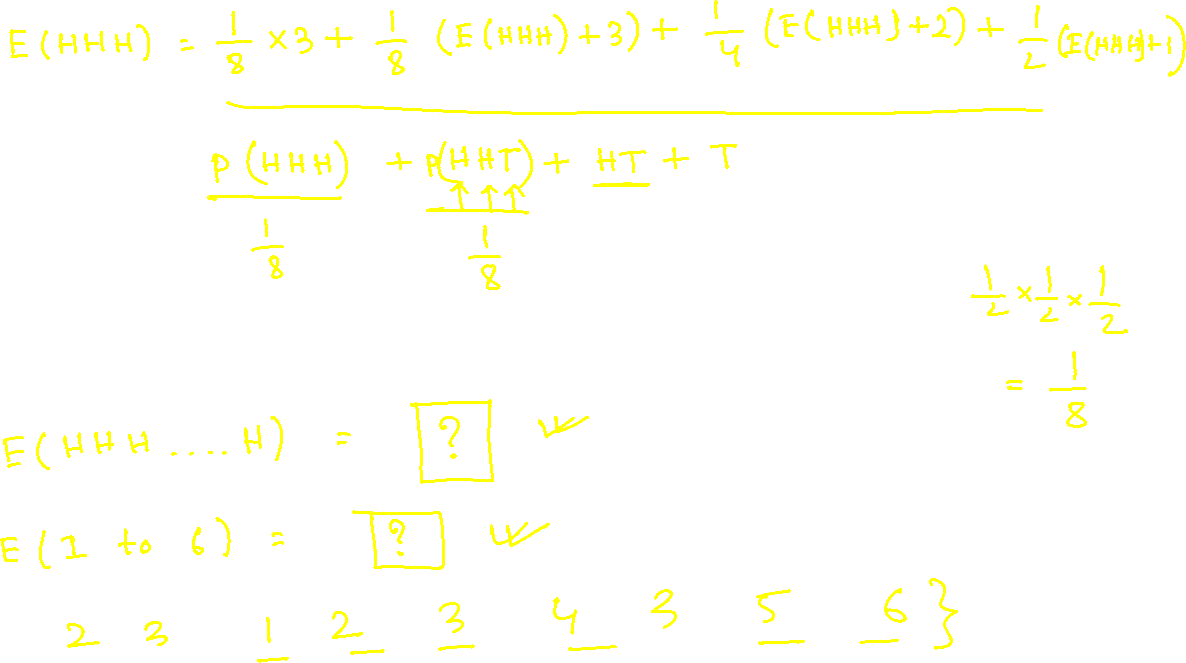 E(HHH) = 1/8 × 3 + 1/8 (E(HHH)+3) + 1/4 (E(HHH)+2) + 1/2 (E(HHH)+1)
P(HHH) + P(HHT) + HT + T
1/8 1/8
1/2 × 1/2 × 1/2
= 1/8
E(HHH....H) = ?
E(1 to 6) = ?
2 3 1 2 3 4 3 5 6 }